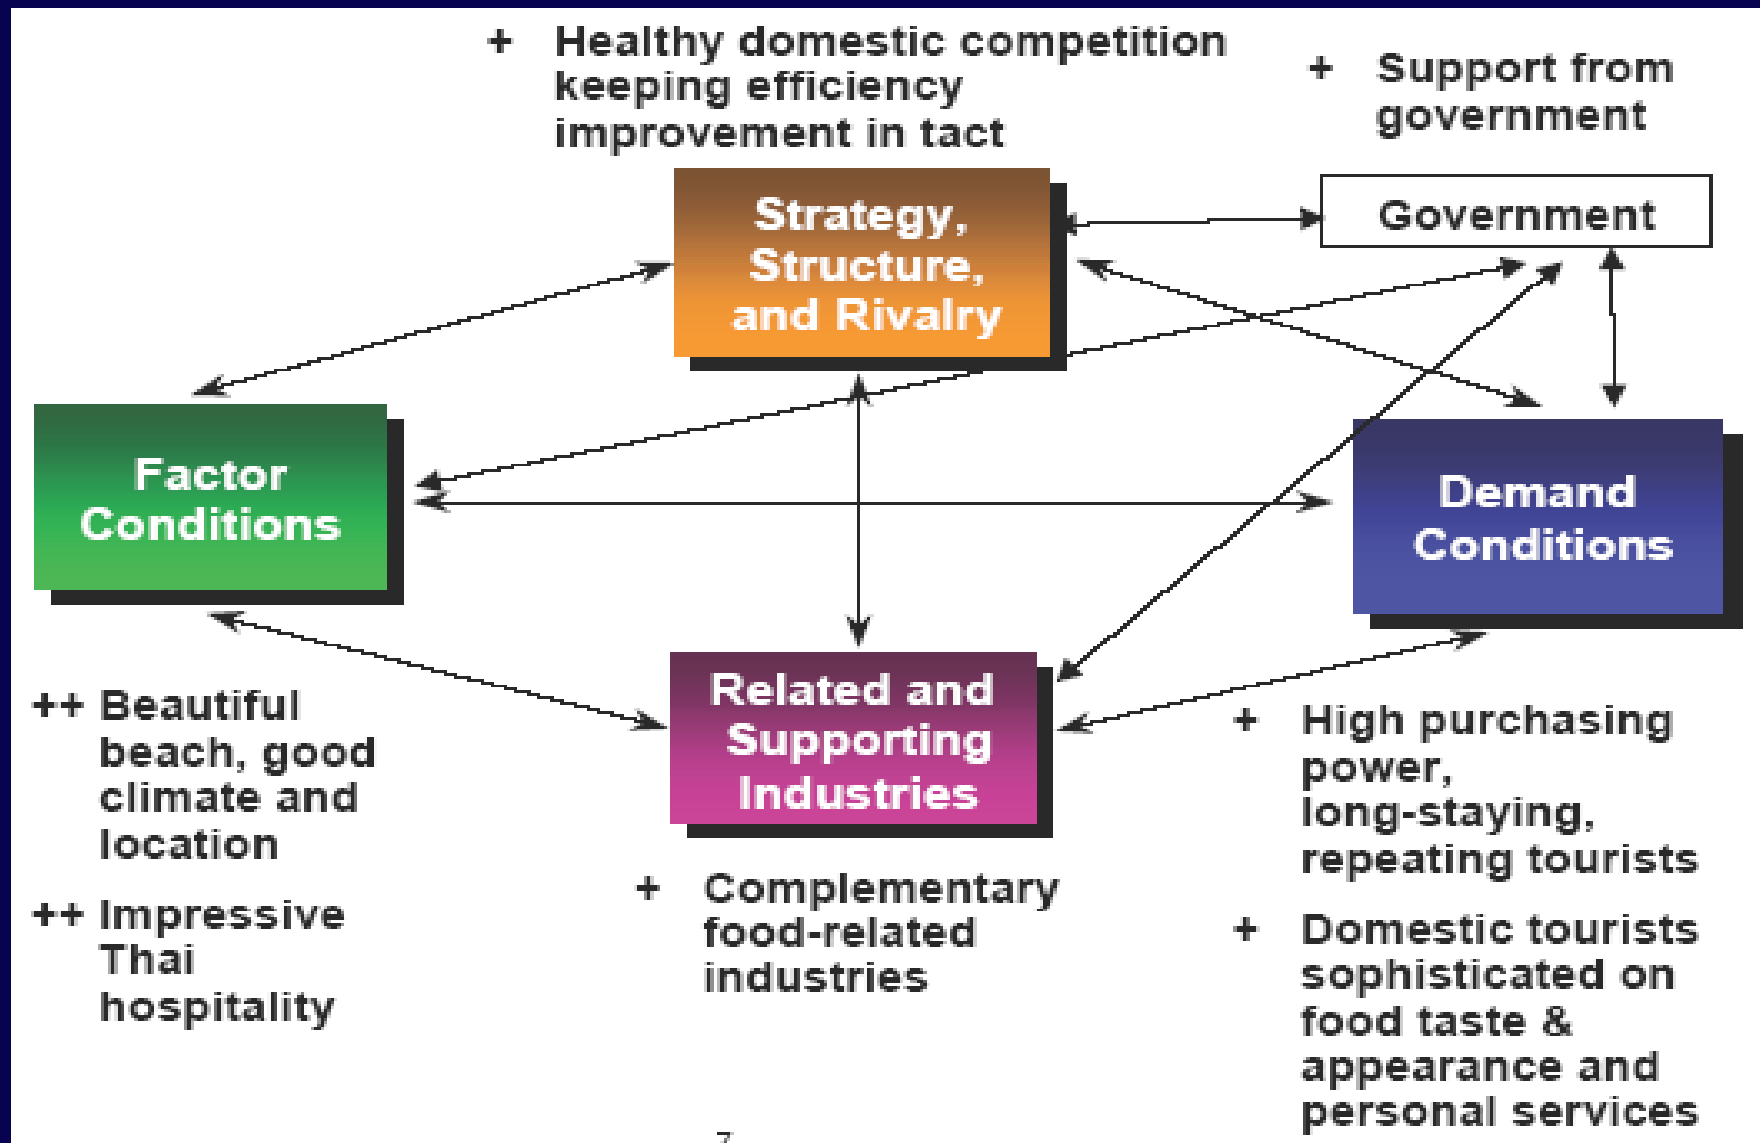 + Healthy domestic competition
keeping efficiency
improvement in tact
+ Support from
government
Strategy,
Structure,
and Rivalry
Government
Factor
Conditions
Demand
Conditions
Related and
Supporting
Industries
++ Beautiful
beach, good
climate and
location
++ Impressive
Thai
hospitality
+ Complementary
food-related
industries
+ High purchasing
power,
long-staying,
repeating tourists
+ Domestic tourists
sophisticated on
food taste &
appearance and
personal services